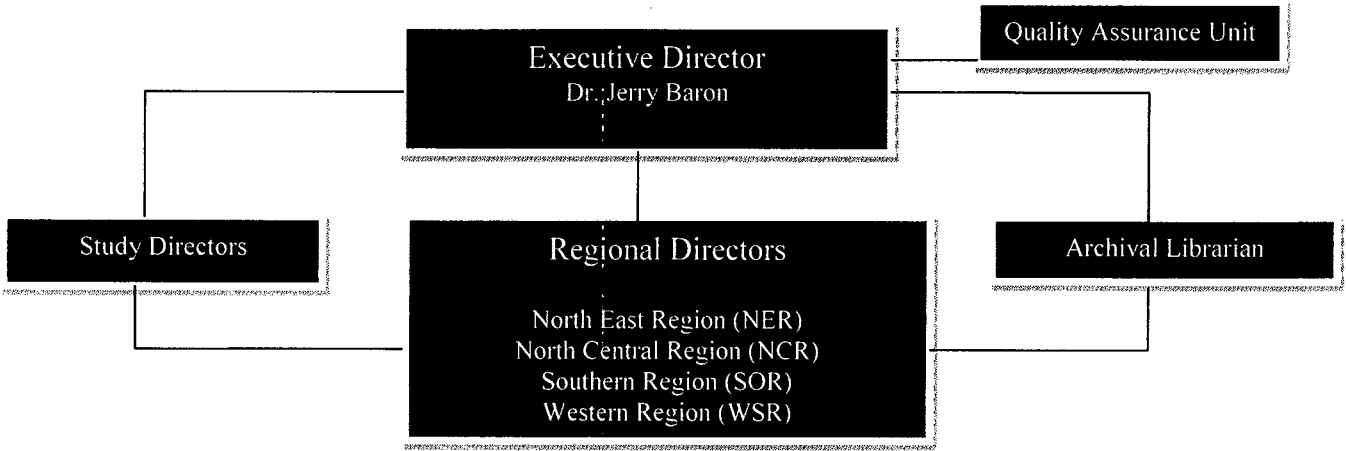 Quality Assurance Unit
Executive Director
Dr. Jerry Baron
Study Directors
Regional Directors
North East Region (NER)
North Central Region (NCR)
Southern Region (SOR)
Western Region (WSR)
Archival Librarian